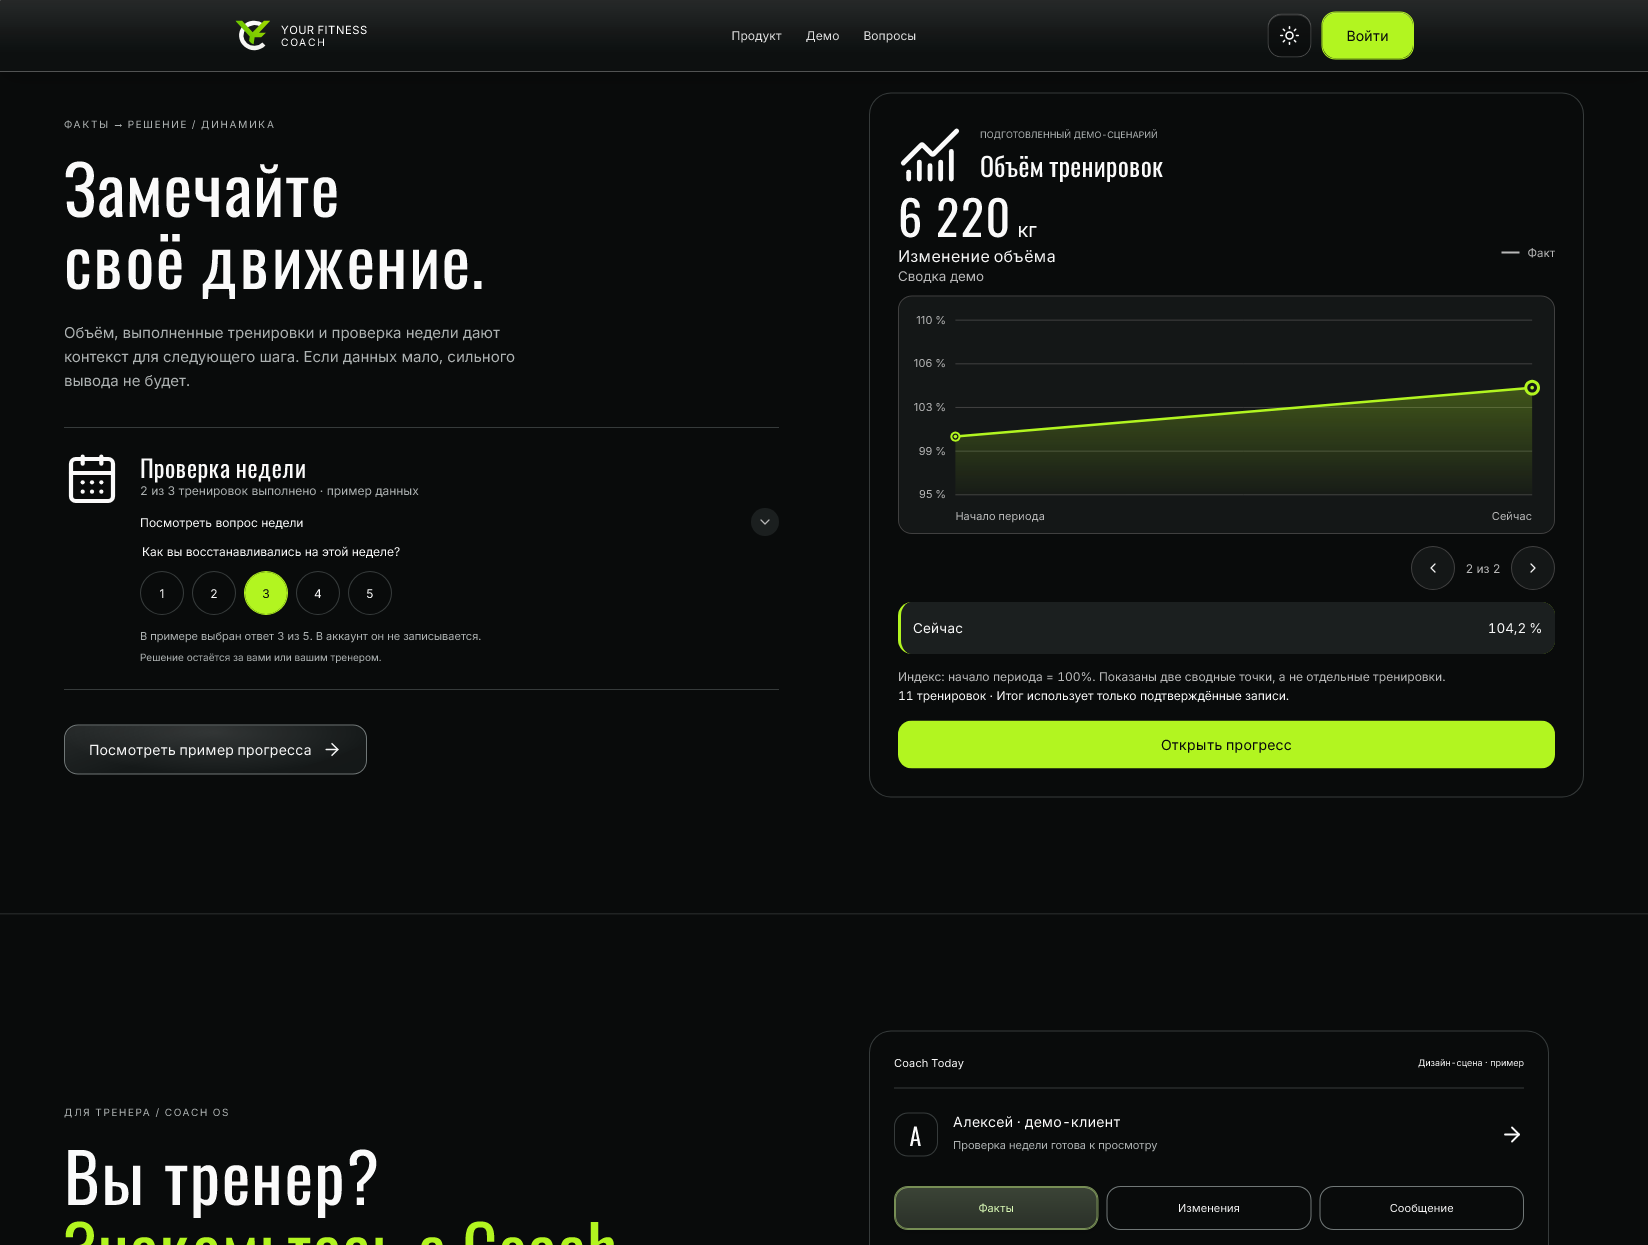 YOUR FITNESS
COACH
Продукт
Демо
Вопросы
Войти
ФАКТЫ → РЕШЕНИЕ / ДИНАМИКА
Замечайте
своё движение.
Объём, выполненные тренировки и проверка недели дают
контекст для следующего шага. Если данных мало, сильного
вывода не будет.
Проверка недели
2 из 3 тренировок выполнено · пример данных
Посмотреть вопрос недели
Как вы восстанавливались на этой неделе?
1
2
3
4
5
В примере выбран ответ 3 из 5. В аккаунт он не записывается.
Решение остаётся за вами или вашим тренером.
Посмотреть пример прогресса
ПОДГОТОВЛЕННЫЙ ДЕМО-СЦЕНАРИЙ
Объём тренировок
6 220 кг
Изменение объёма
Сводка демо
Факт
110 %
106 %
103 %
99 %
95 %
Начало периода
Сейчас
2 из 2
Сейчас
104,2 %
Индекс: начало периода = 100%. Показаны две сводные точки, а не отдельные тренировки.
11 тренировок · Итог использует только подтверждённые записи.
Открыть прогресс
ДЛЯ ТРЕНЕРА / COACH OS
Вы тренер?
Знакомьтесь с Coach
Coach Today
Дизайн-сцена · пример
А
Алексей · демо-клиент
Проверка недели готова к просмотру
Факты
Изменения
Сообщение